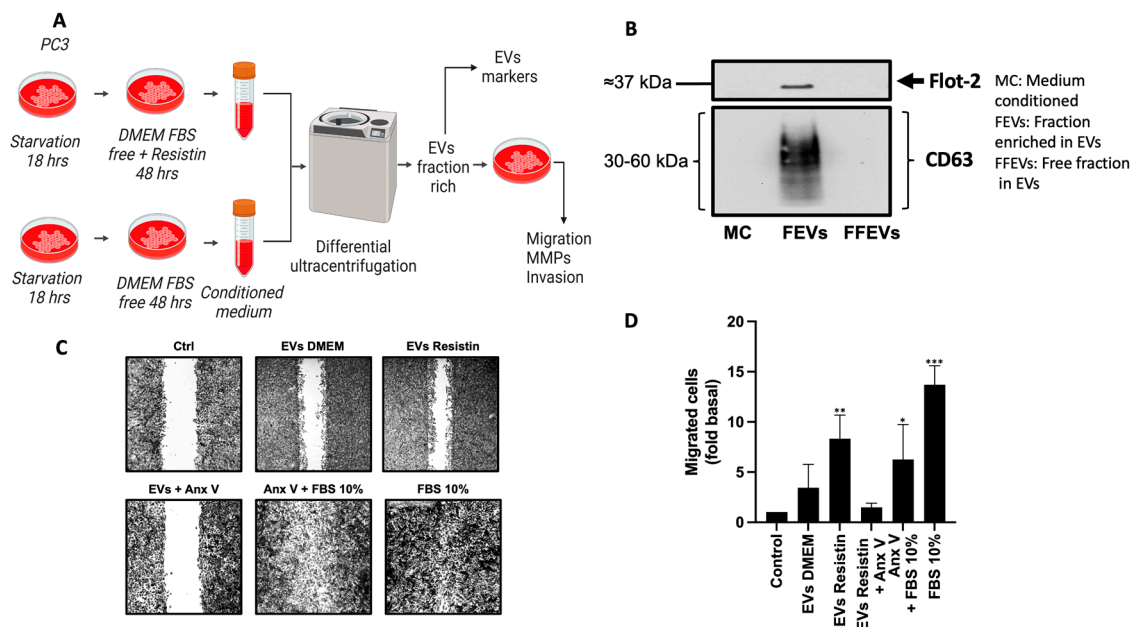 A
PC3
Starvation
18 hrs
DMEM FBS
free + Resistin
48 hrs
Starvation
18 hrs
DMEM FBS
free 48 hrs
Conditioned
medium
Differential
ultracentrifugation
EVs
fraction
rich
EVs
markers
Migration
MMPs
Invasion
B
≈37 kDa
Flot-2
30-60 kDa
CD63
MC
FEVs
FFEVs
MC: Medium
conditioned
FEVs: Fraction
enriched in EVs
FFEVs: Free fraction
in EVs
C
Ctrl
EVs DMEM
EVs Resistin
EVs + Anx V
Anx V + FBS 10%
FBS 10%
D
Migrated cells
(fold basal)
20
15
10
5
0
**
*
***
Control
EVs DMEM
EVs Resistin
EVs Resistin
+ Anx V
Anx V
+ FBS 10%
FBS 10%